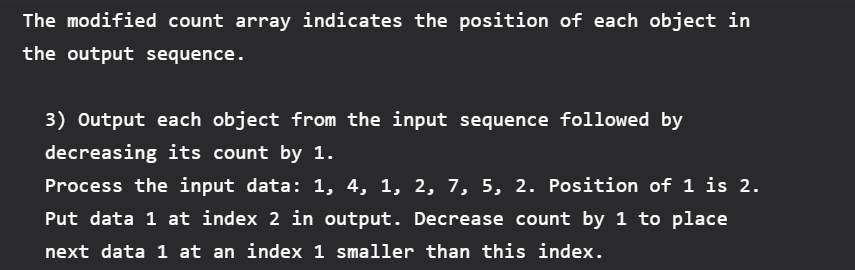 The modified count array indicates the position of each object in
the output sequence.
3) Output each object from the input sequence followed by
decreasing its count by 1.
Process the input data: 1, 4, 1, 2, 7, 5, 2. Position of 1 is 2.
Put data 1 at index 2 in output. Decrease count by 1 to place
next data 1 at an index 1 smaller than this index.